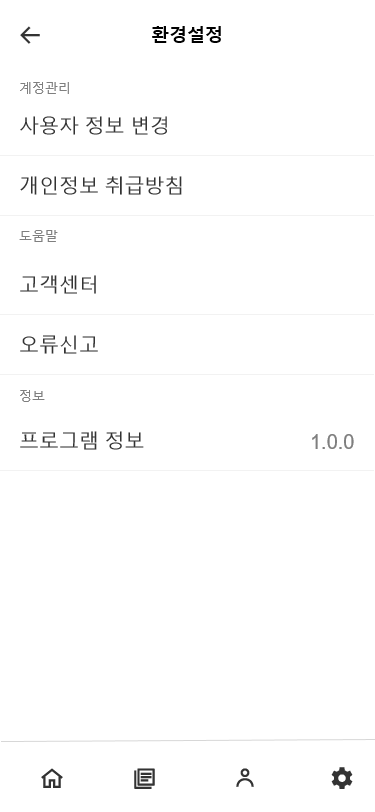 환경설정
계정관리
사용자 정보 변경
개인정보 취급방침
도움말
고객센터
오류신고
정보
프로그램 정보 1.0.0